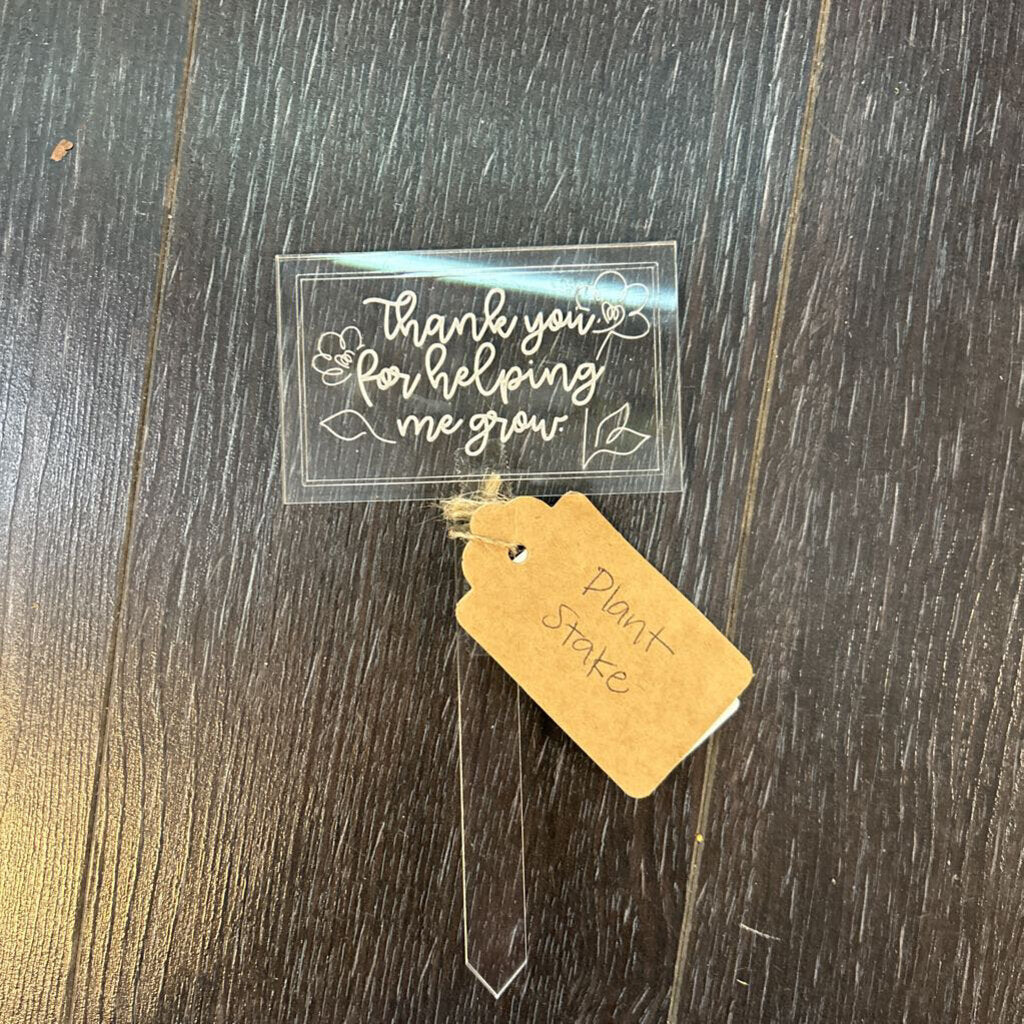 Thank you
for helping
me grow.
Plant
Stake